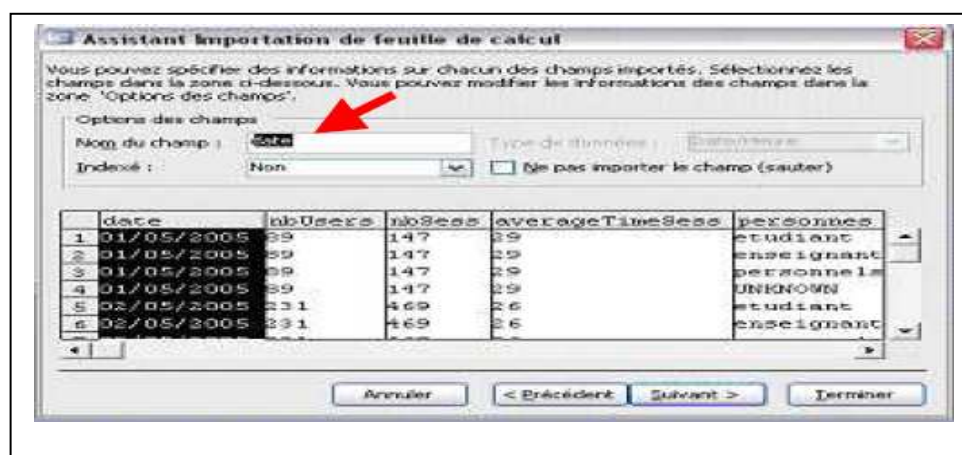 Assistant Importation de feuille de calcul
Vous pouvez spécifier des informations sur chacun des champs importés. Sélectionnez les
champs dans la zone ci-dessous. Vous pouvez modifier les informations des champs dans la
zone 'Options des champs'.
Options des champs
Nom du champ : date Type de données : Date/Heure
Indexé : Non Ne pas importer le champ (sauter)
date nbUsers nbSess averageTimeSess personnes
1 01/05/2005 89 147 29 etudiant
2 01/05/2005 89 147 29 enseignant
3 01/05/2005 89 147 29 personnels
4 01/05/2005 89 147 29 UNKNOWN
5 02/05/2005 231 469 26 etudiant
6 02/05/2005 231 469 26 enseignant
Annuler < Précédent Suivant > Terminer